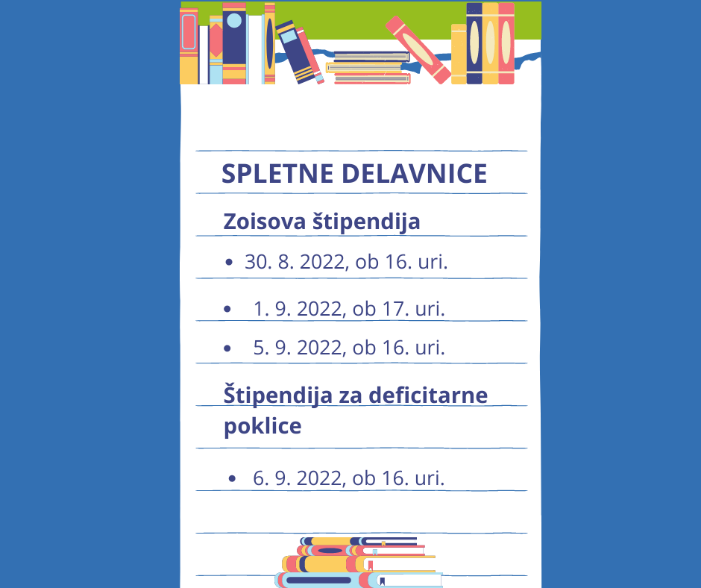 SPLETNE DELAVNICE
Zoisova štipendija
• 30. 8. 2022, ob 16. uri.
• 1. 9. 2022, ob 17. uri.
• 5. 9. 2022, ob 16. uri.
Štipendija za deficitarne
poklice
• 6. 9. 2022, ob 16. uri.